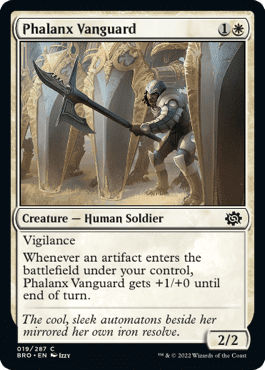 Phalanx Vanguard 1
Creature — Human Soldier
Vigilance
Whenever an artifact enters the
battlefield under your control,
Phalanx Vanguard gets +1/+0 until
end of turn.
The cool, sleek automatons beside her
mirrored her own iron resolve.
2/2
019/287 C
BRO • EN Izzy
™ & © 2022 Wizards of the Coast